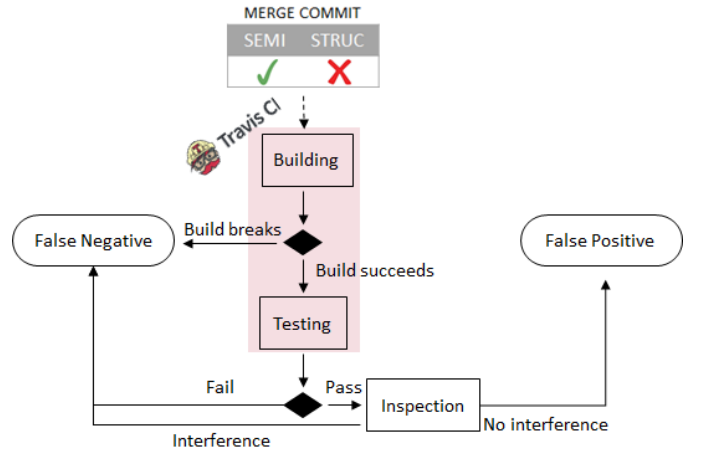 MERGE COMMIT
SEMI STRUC
Travis CI
T
Building
Build breaks
False Negative
False Positive
Build succeeds
Testing
Fail
Pass
Inspection
No interference
Interference